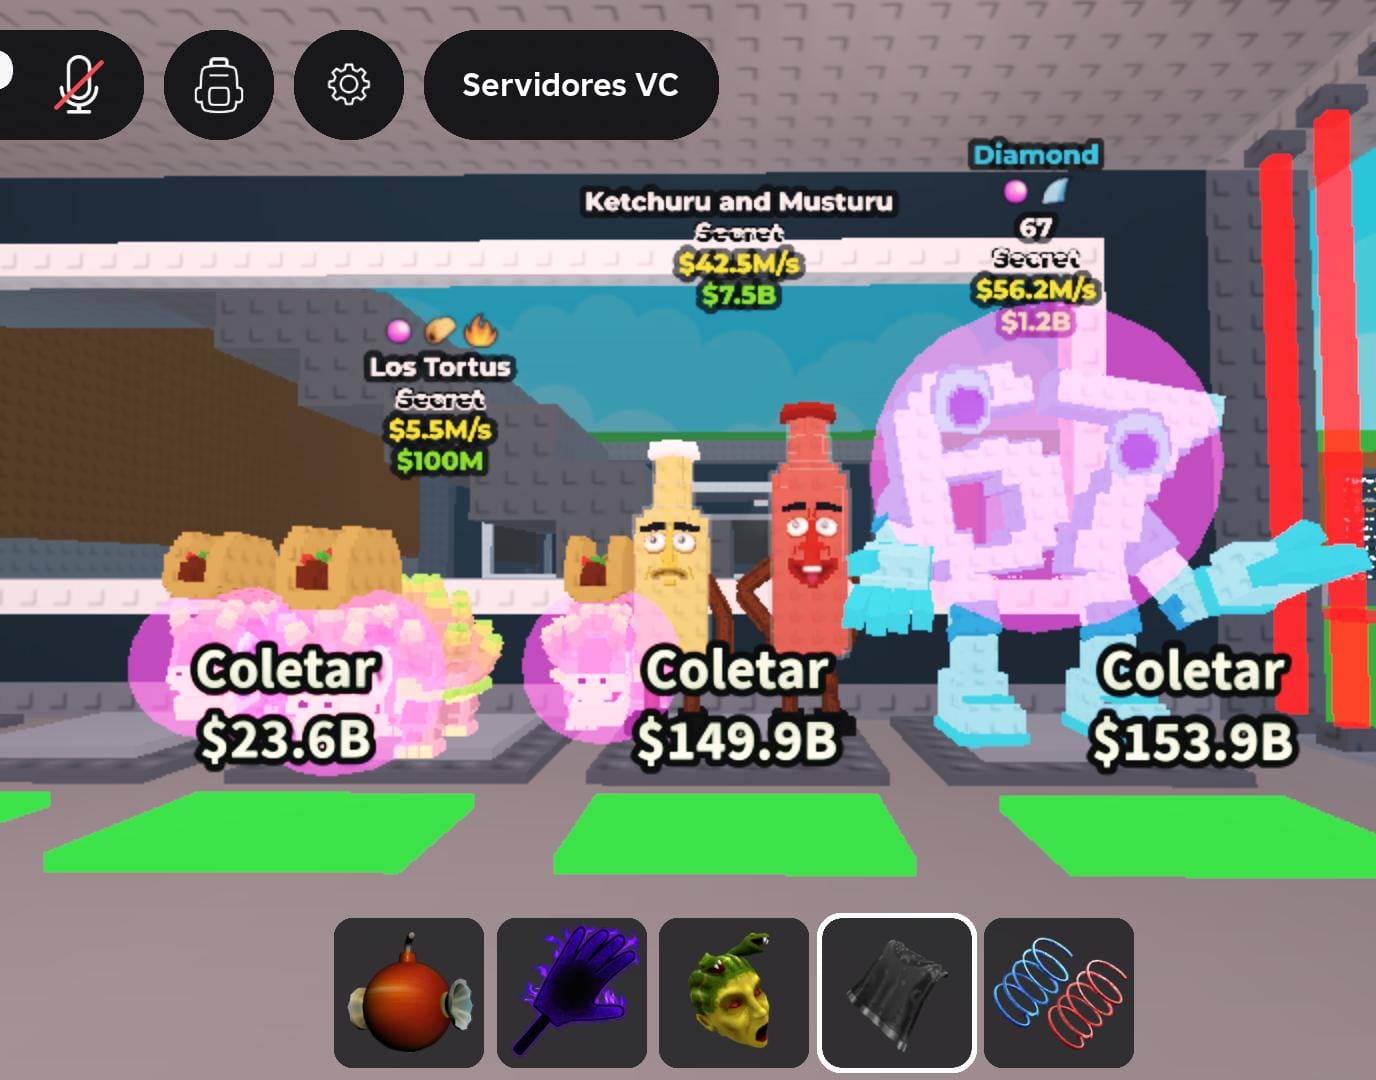 Servidores VC
Diamond
67
Secret
$56.2M/s
$1.2B
Ketchuru and Musturu
Secret
$42.5M/s
$7.5B
Los Tortus
Secret
$5.5M/s
$100M
Coletar
$23.6B
Coletar
$149.9B
Coletar
$153.9B